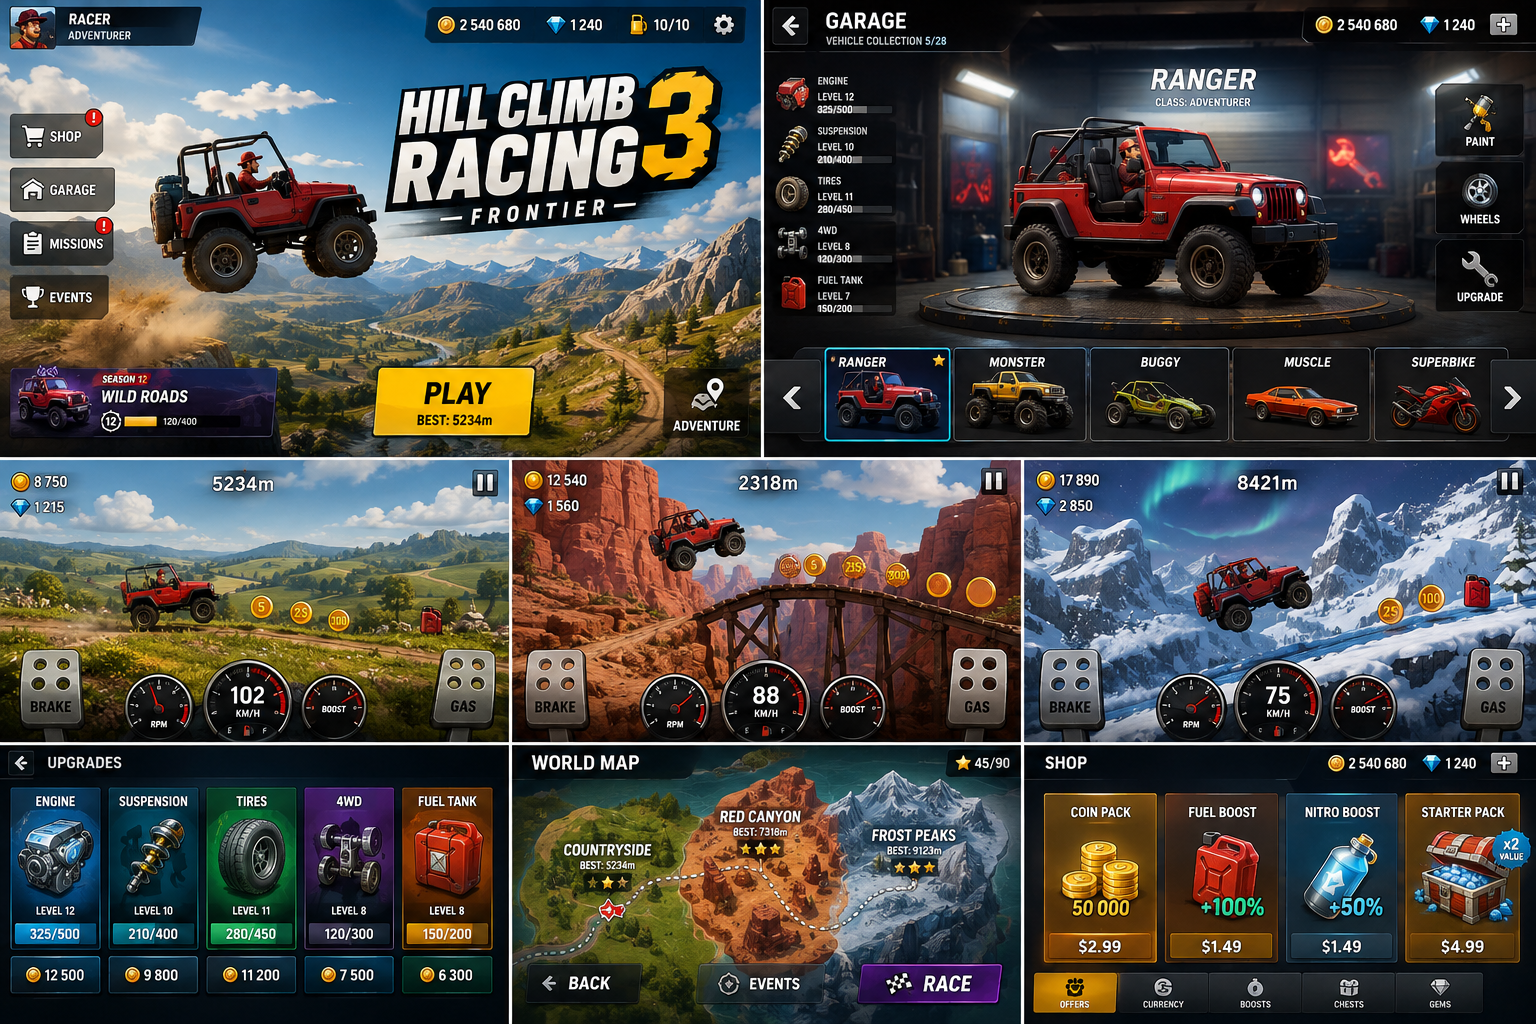 RACER
ADVENTURER
2 540 680
1 240
10/10
SHOP
!
GARAGE
MISSIONS
!
EVENTS
HILL CLIMB
RACING 3
FRONTIER
SEASON 12
WILD ROADS
12
120/400
PLAY
BEST: 5234m
ADVENTURE
GARAGE
VEHICLE COLLECTION 5/28
2 540 680
1 240
ENGINE
LEVEL 12
325/500
SUSPENSION
LEVEL 10
210/400
TIRES
LEVEL 11
280/450
4WD
LEVEL 8
120/300
FUEL TANK
LEVEL 7
150/200
RANGER
CLASS: ADVENTURER
PAINT
WHEELS
UPGRADE
RANGER
MONSTER
BUGGY
MUSCLE
SUPERBIKE
8 750
1 215
5234m
5
25
100
BRAKE
RPM
102
KM/H
E F
BOOST
GAS
12 540
1 560
2318m
5
BRAKE
RPM
88
KM/H
E F
BOOST
GAS
17 890
2 850
8421m
25
100
BRAKE
RPM
75
KM/H
E F
BOOST
GAS
UPGRADES
ENGINE
LEVEL 12
325/500
12 500
SUSPENSION
LEVEL 10
210/400
9 800
TIRES
LEVEL 11
280/450
11 200
4WD
LEVEL 8
120/300
7 500
FUEL TANK
LEVEL 8
150/200
6 300
WORLD MAP
45/90
COUNTRYSIDE
BEST: 5234m
RED CANYON
BEST: 7318m
FROST PEAKS
BEST: 9123m
BACK
EVENTS
RACE
SHOP
2 540 680
1 240
COIN PACK
50 000
$2.99
FUEL BOOST
+100%
$1.49
NITRO BOOST
+50%
$1.49
STARTER PACK
x2
VALUE
$4.99
OFFERS
CURRENCY
BOOSTS
CHESTS
GEMS